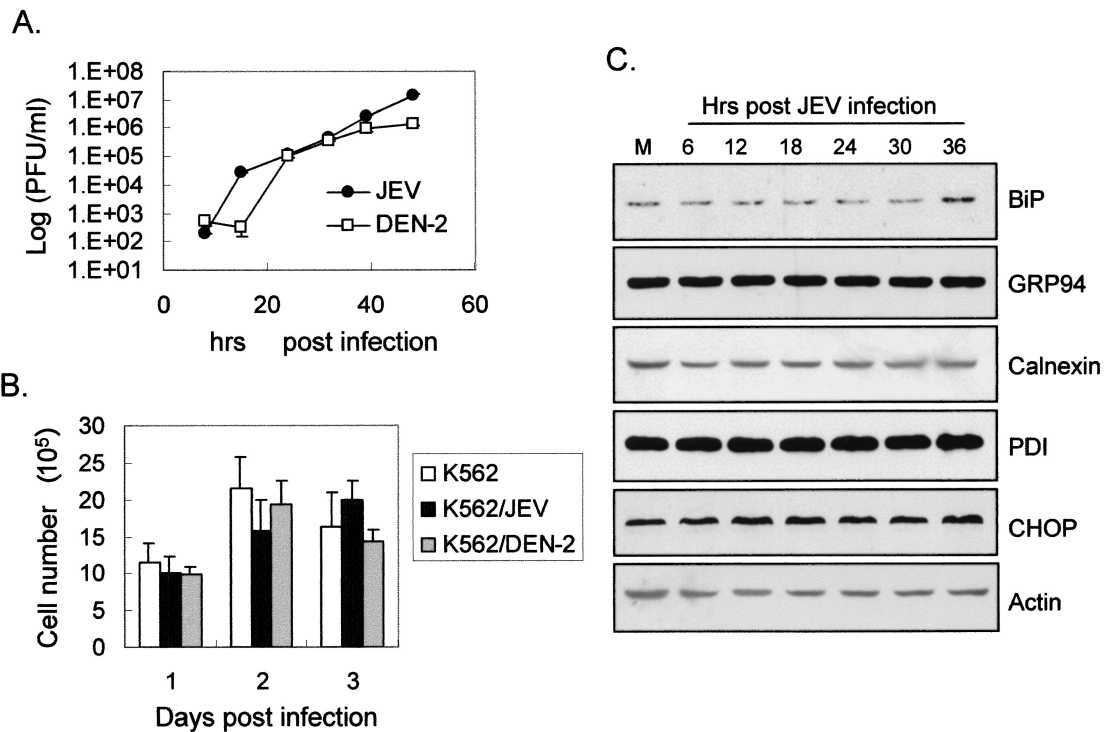 A.
1.E+08
1.E+07
1.E+06
1.E+05
1.E+04
1.E+03
1.E+02
1.E+01
Log (PFU/ml)
JEV
DEN-2
0 20 40 60
hrs post infection
B.
30
25
20
15
10
5
0
Cell number (10⁵)
1 2 3
Days post infection
K562
K562/JEV
K562/DEN-2
C.
Hrs post JEV infection
M 6 12 18 24 30 36
BiP
GRP94
Calnexin
PDI
CHOP
Actin